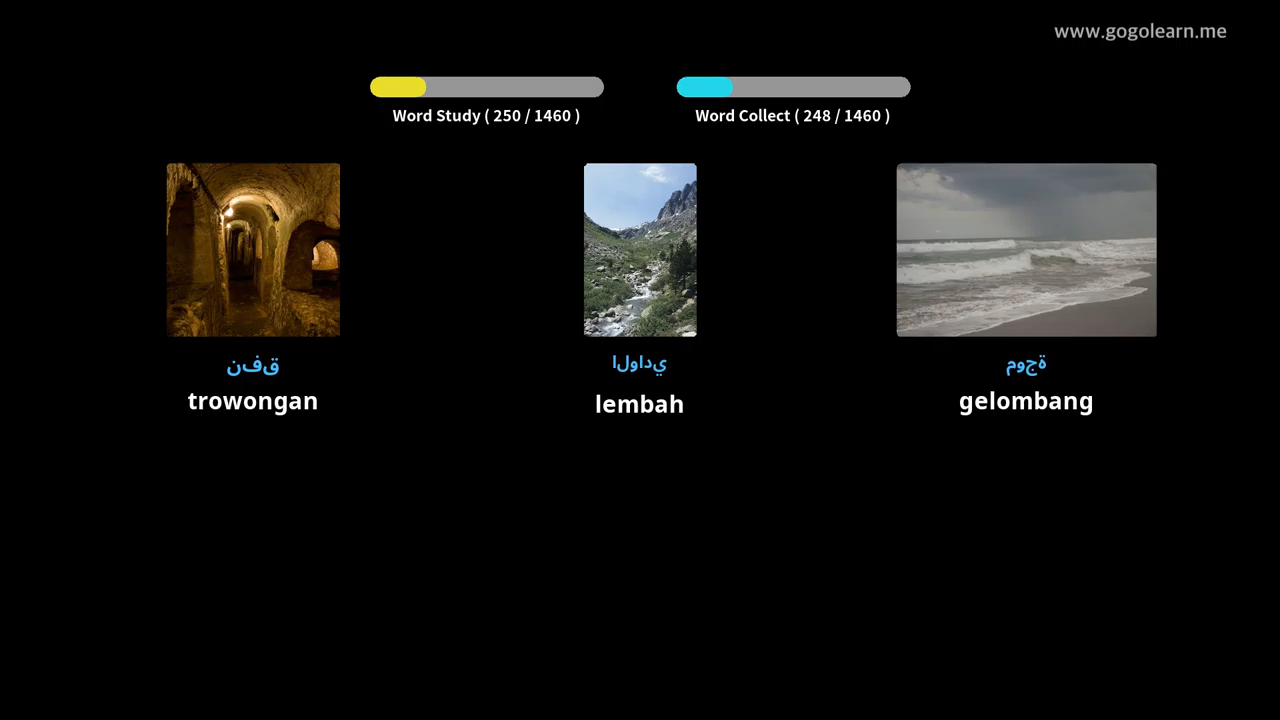 www.gogolearn.me
Word Study ( 250 / 1460 )
Word Collect ( 248 / 1460 )
نفق
trowongan
الوادي
lembah
موجة
gelombang